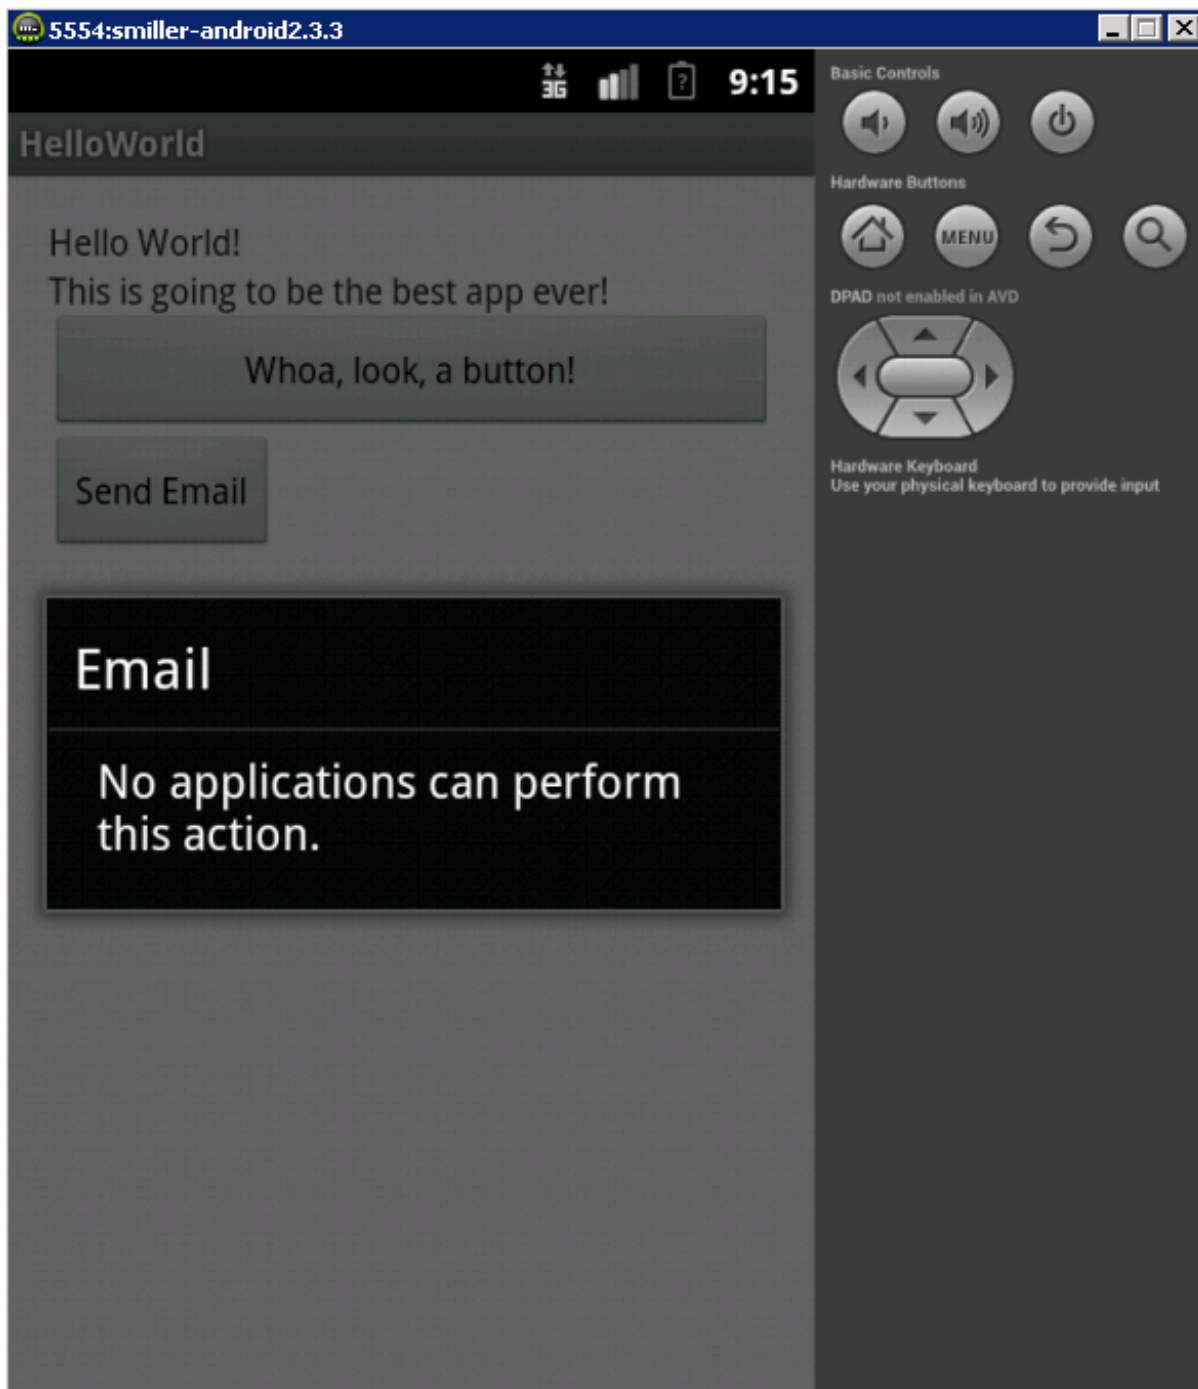 5554:smiller-android2.3.3
3G ? 9:15
HelloWorld
Hello World!
This is going to be the best app ever!
Whoa, look, a button!
Send Email
Email
No applications can perform
this action.
Basic Controls
Hardware Buttons
MENU
DPAD not enabled in AVD
Hardware Keyboard
Use your physical keyboard to provide input